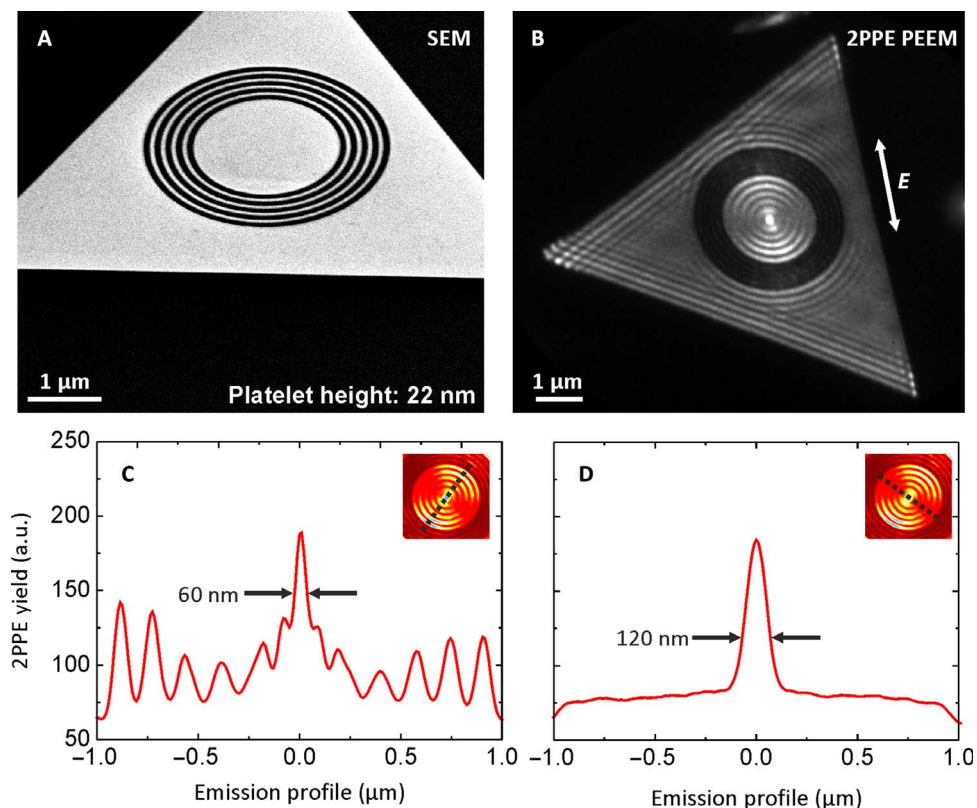 A
SEM
1 μm
Platelet height: 22 nm
B
2PPE PEEM
E
1 μm
C
60 nm
250
200
150
100
50
2PPE yield (a.u.)
−1.0
−0.5
0.0
0.5
1.0
Emission profile (μm)
D
120 nm
−1.0
−0.5
0.0
0.5
1.0
Emission profile (μm)